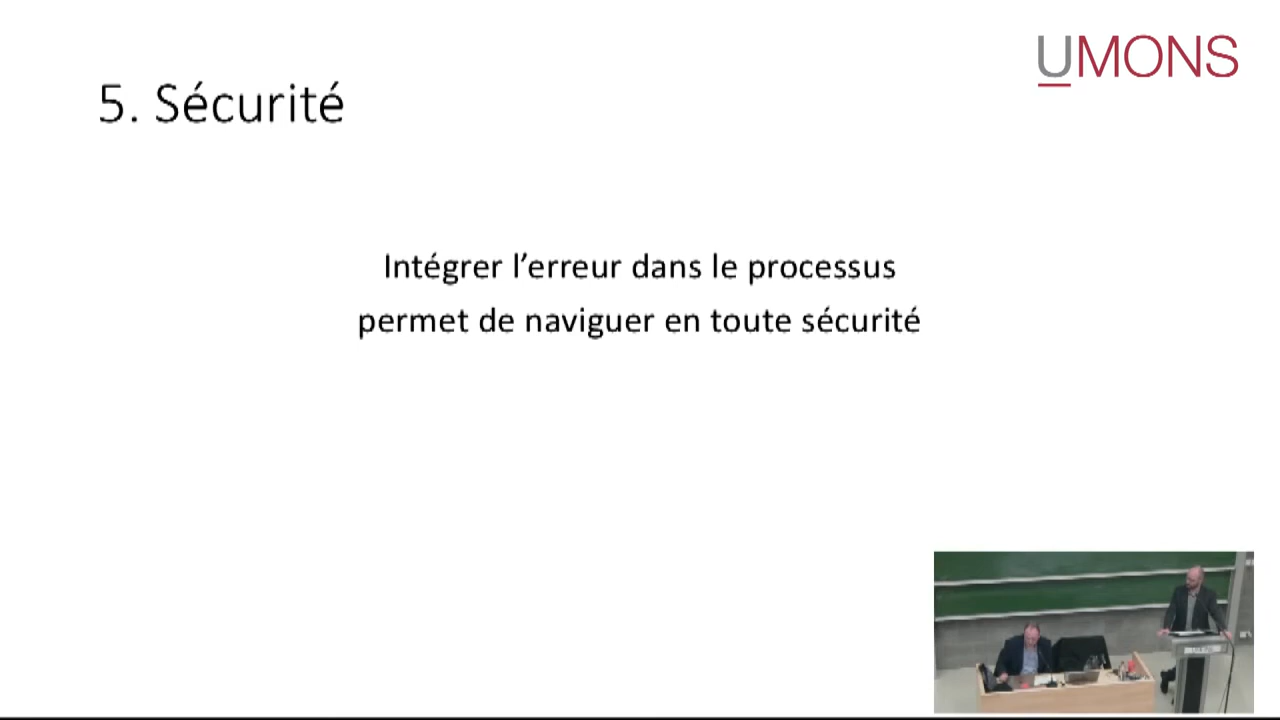 UMONS
5. Sécurité
Intégrer l’erreur dans le processus
permet de naviguer en toute sécurité